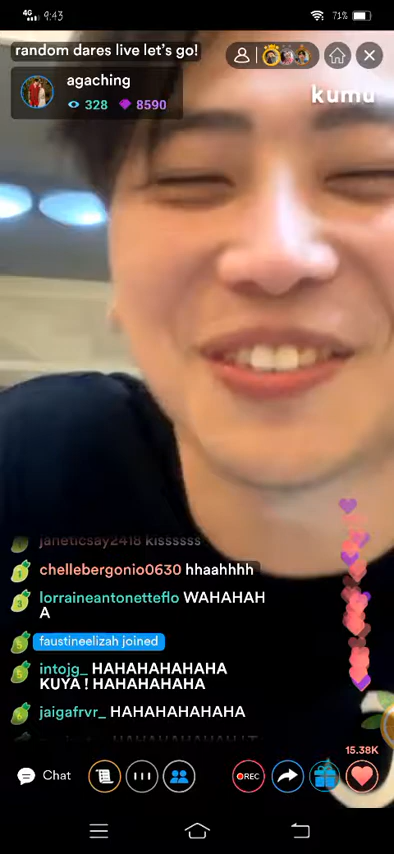 4G 9:43 71%
random dares live let's go!
agaching
328 8590
kumu
janeticsay2418 kissssss
chellebergonio0630 hhaahhhh
lorraineantonetteflo WAHAHAH
A
faustineelizah joined
intojg_ HAHAHAHAHAHA
KUYA ! HAHAHAHAHA
jaigafrvr_ HAHAHAHAHAHA
15.38K
Chat
REC